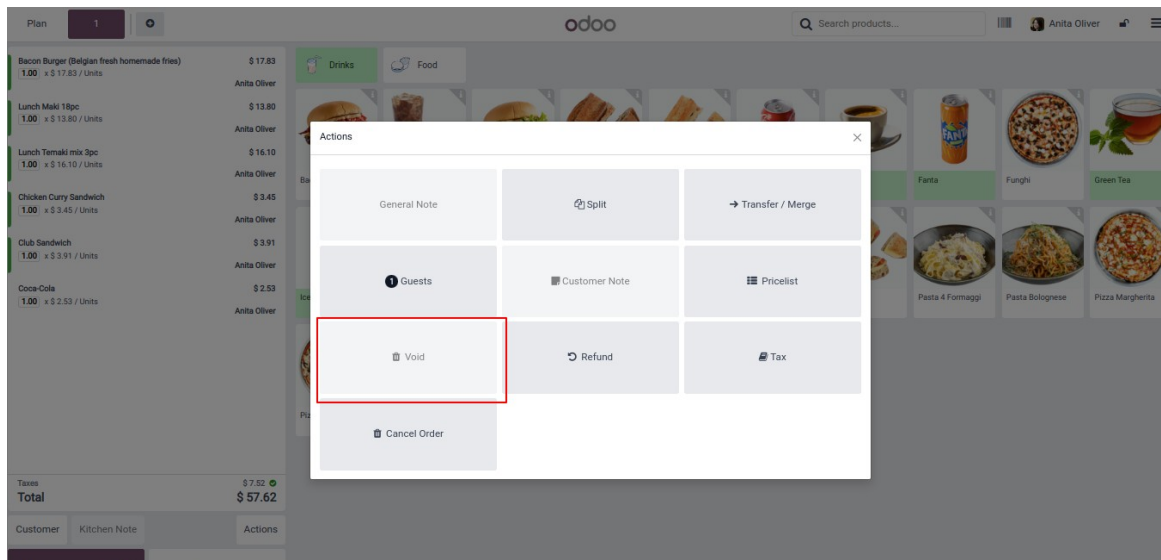 Plan
1
odoo
Search products...
Anita Oliver
Bacon Burger (Belgian fresh homemade fries) $ 17.83
1.00 x $ 17.83 / Units
Anita Oliver
Lunch Maki 18pc $ 13.80
1.00 x $ 13.80 / Units
Anita Oliver
Lunch Temaki mix 3pc $ 16.10
1.00 x $ 16.10 / Units
Anita Oliver
Chicken Curry Sandwich $ 3.45
1.00 x $ 3.45 / Units
Anita Oliver
Club Sandwich $ 3.91
1.00 x $ 3.91 / Units
Anita Oliver
Coca-Cola $ 2.53
1.00 x $ 2.53 / Units
Anita Oliver
Taxes $ 7.52
Total $ 57.62
Customer Kitchen Note Actions
Drinks Food
FANTA
Fanta Funghi Green Tea
Pasta 4 Formaggi Pasta Bolognese Pizza Margherita
Actions
General Note Split Transfer / Merge
1 Guests Customer Note Pricelist
Void Refund Tax
Cancel Order